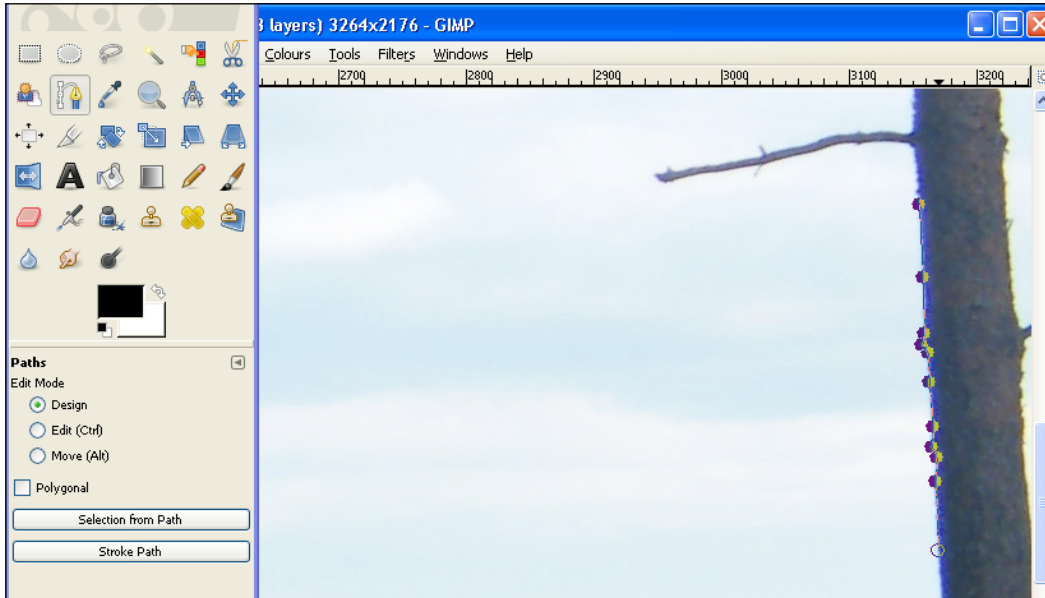 3 layers) 3264x2176 - GIMP
Colours Tools Filters Windows Help
2700 2800 2900 3000 3100 3200
Paths
Edit Mode
Design
Edit (Ctrl)
Move (Alt)
Polygonal
Selection from Path
Stroke Path